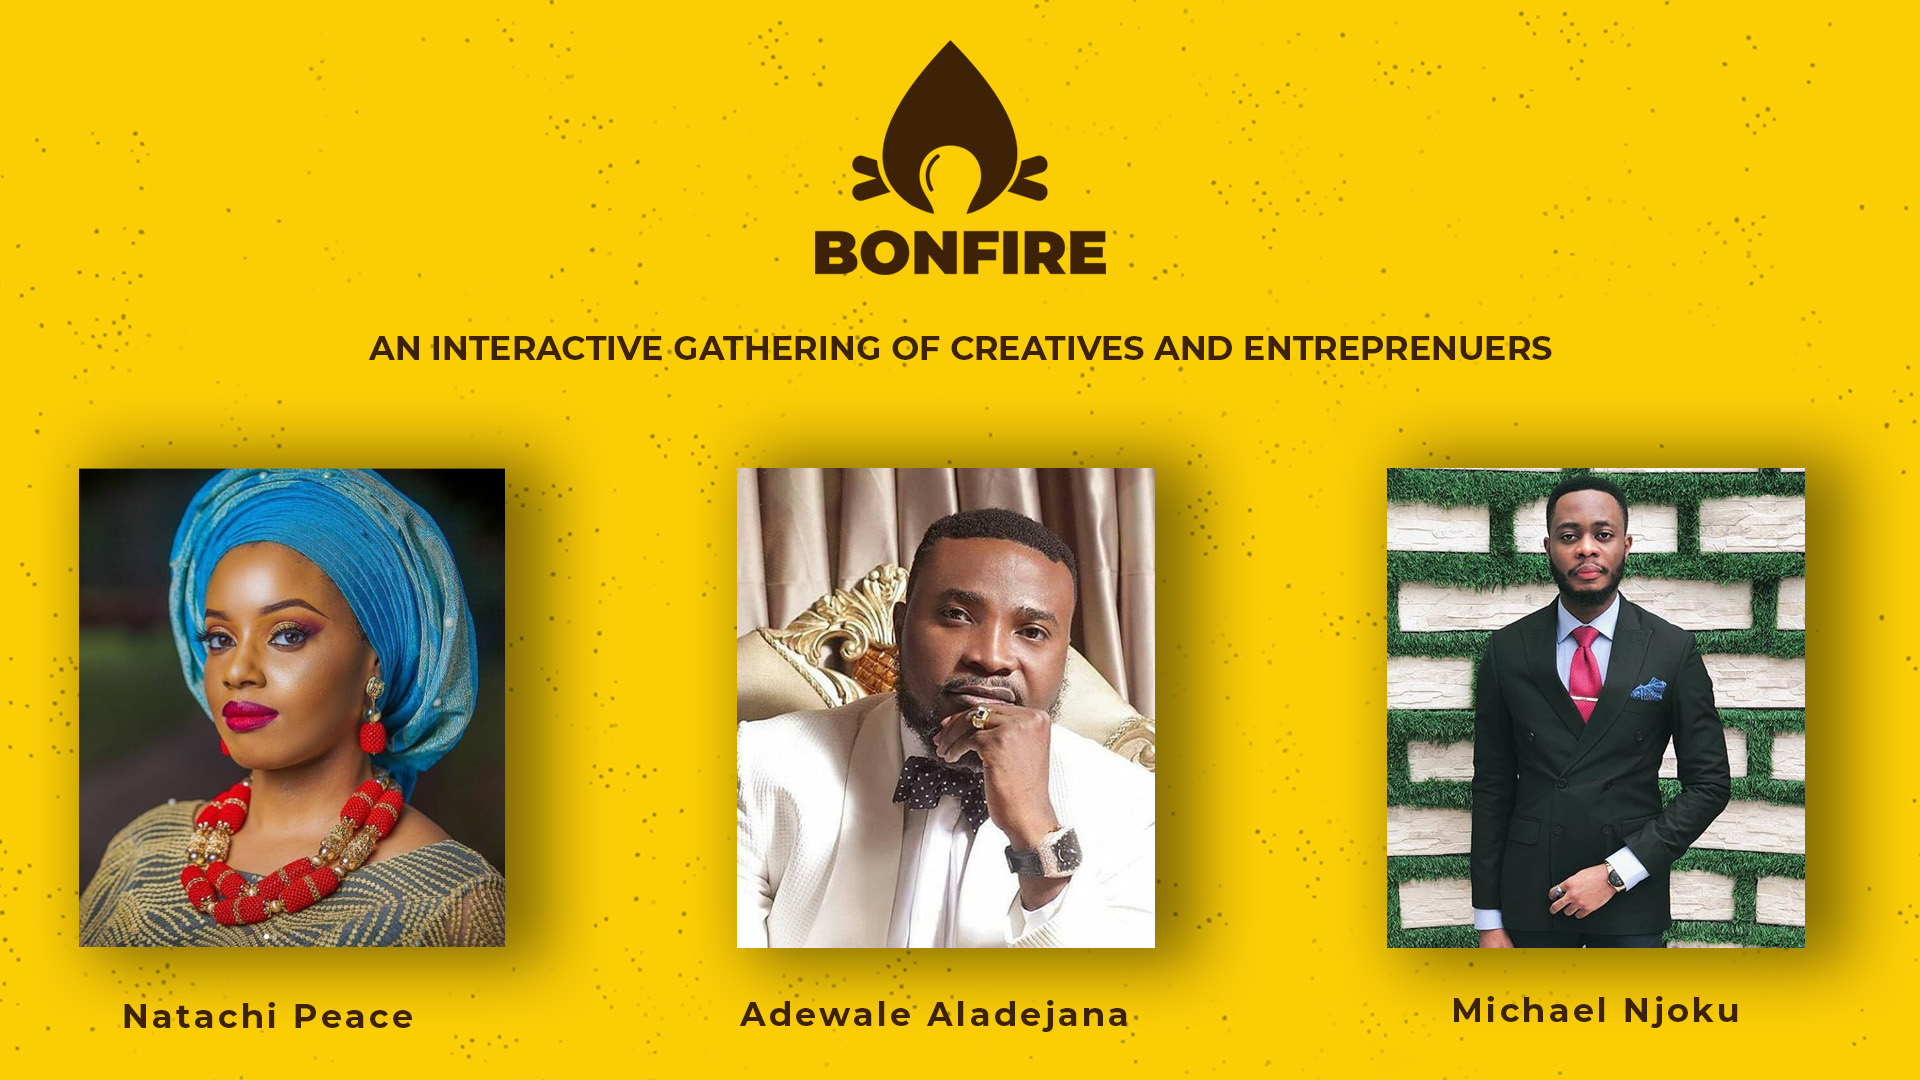 BONFIRE
AN INTERACTIVE GATHERING OF CREATIVES AND ENTREPRENUERS
Natachi Peace
Adewale Aladejana
Michael Njoku